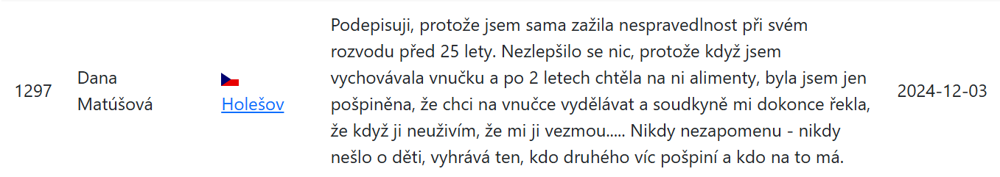 1297
Dana
Matúšová
Holešov
Podepisuji, protože jsem sama zažila nespravedlnost při svém
rozvodu před 25 lety. Nezlepšilo se nic, protože když jsem
vychovávala vnučku a po 2 letech chtěla na ni alimenty, byla jsem jen
pošpiněna, že chci na vnučce vydělávat a soudkyně mi dokonce řekla,
že když ji neuživím, že mi ji vezmou..... Nikdy nezapomenu - nikdy
nešlo o děti, vyhrává ten, kdo druhého víc pošpiní a kdo na to má.
2024-12-03